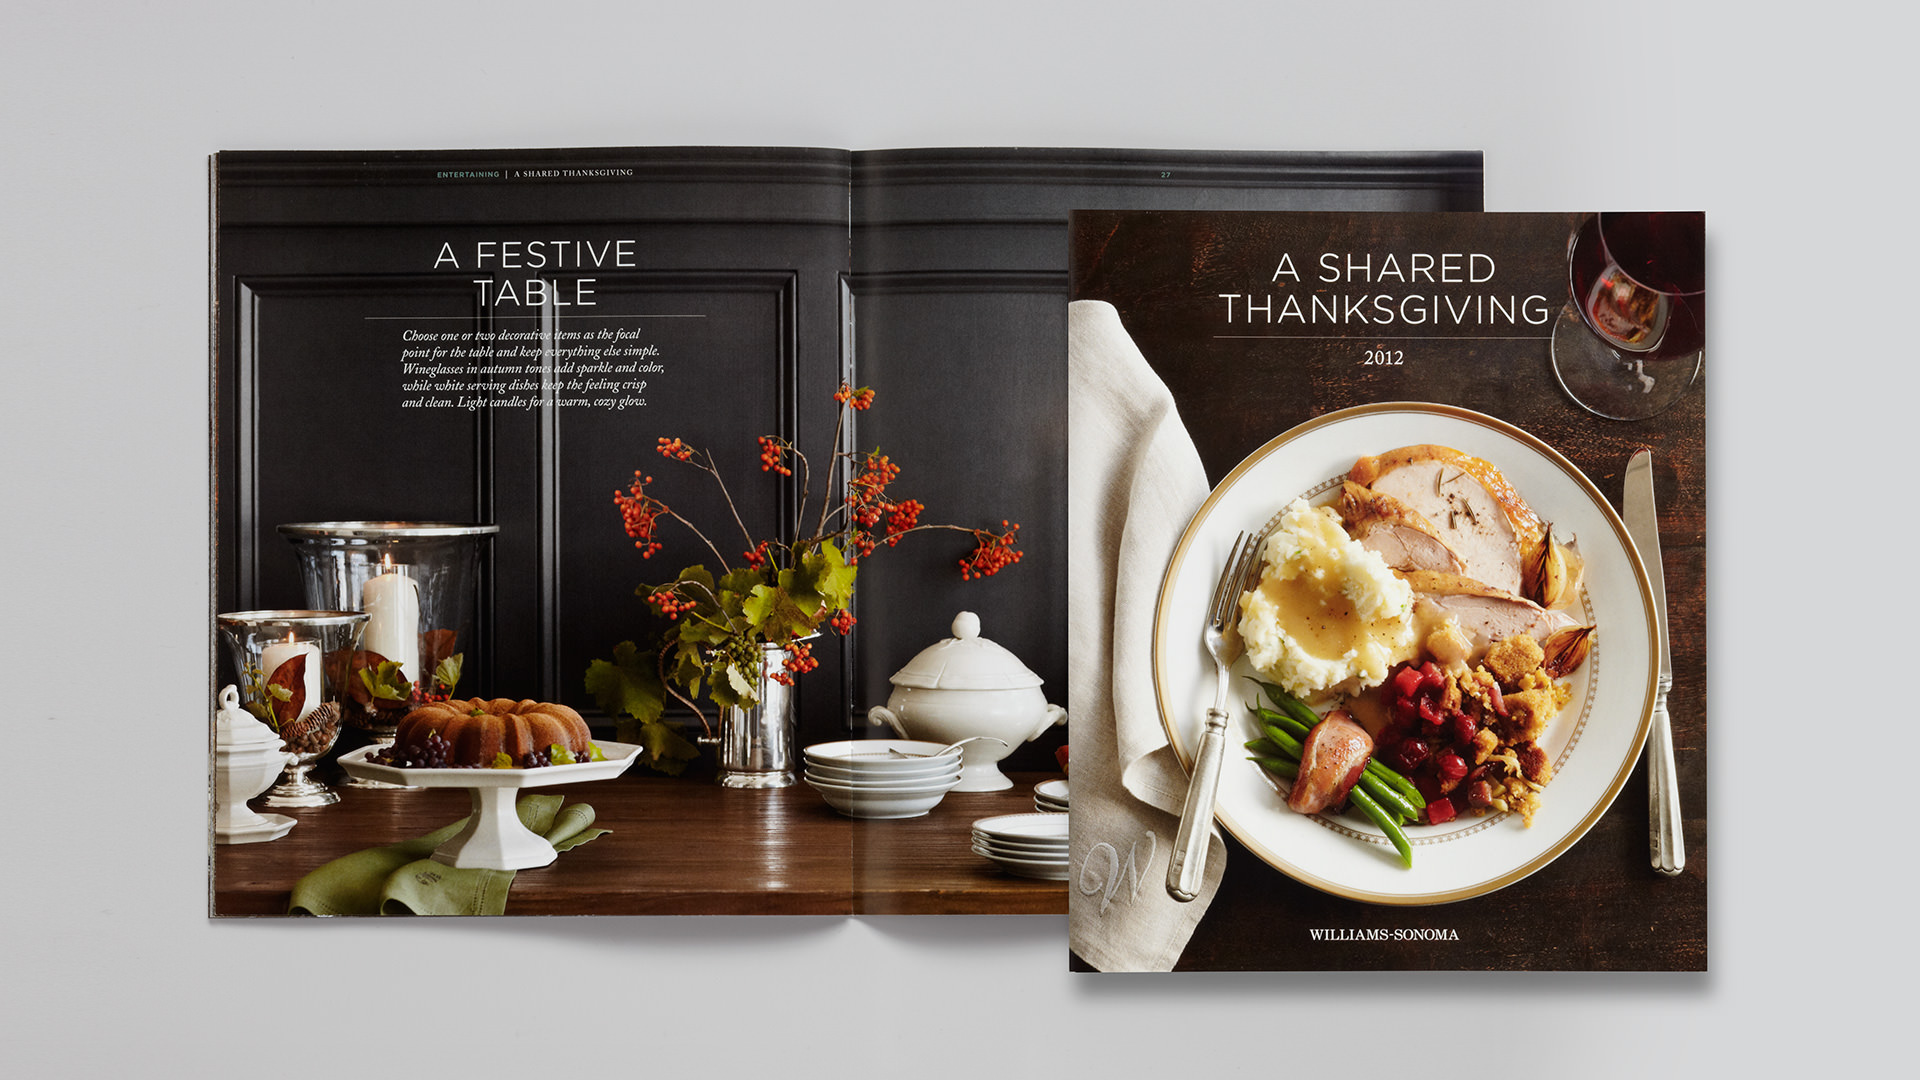 ENTERTAINING | A SHARED THANKSGIVING
27
A FESTIVE
TABLE
Choose one or two decorative items as the focal
point for the table and keep everything else simple.
Wineglasses in autumn tones add sparkle and color,
while white serving dishes keep the feeling crisp
and clean. Light candles for a warm, cozy glow.
A SHARED
THANKSGIVING
2012
W
WILLIAMS-SONOMA